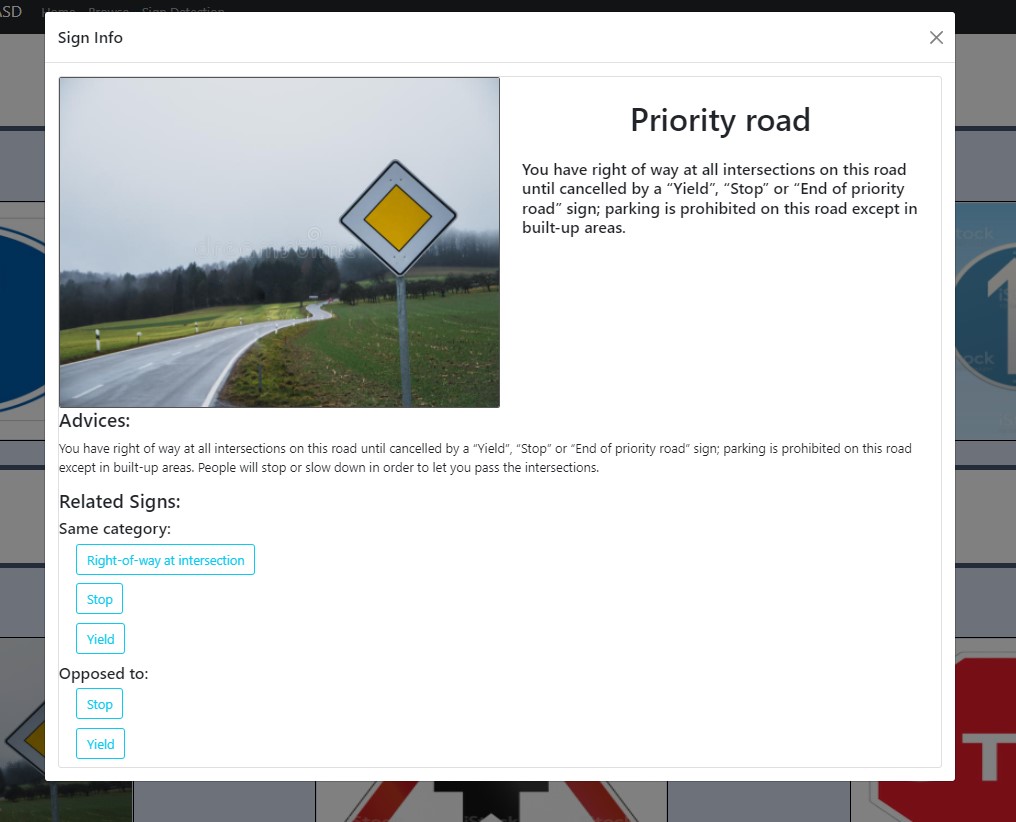 ASD Home Browse Sign Detection
Sign Info
Priority road
You have right of way at all intersections on this road
until cancelled by a “Yield”, “Stop” or “End of priority
road” sign; parking is prohibited on this road except in
built-up areas.
dreamstime
Advices:
You have right of way at all intersections on this road until cancelled by a “Yield”, “Stop” or “End of priority road” sign; parking is prohibited on this road
except in built-up areas. People will stop or slow down in order to let you pass the intersections.
Related Signs:
Same category:
Right-of-way at intersection
Stop
Yield
Opposed to:
Stop
Yield